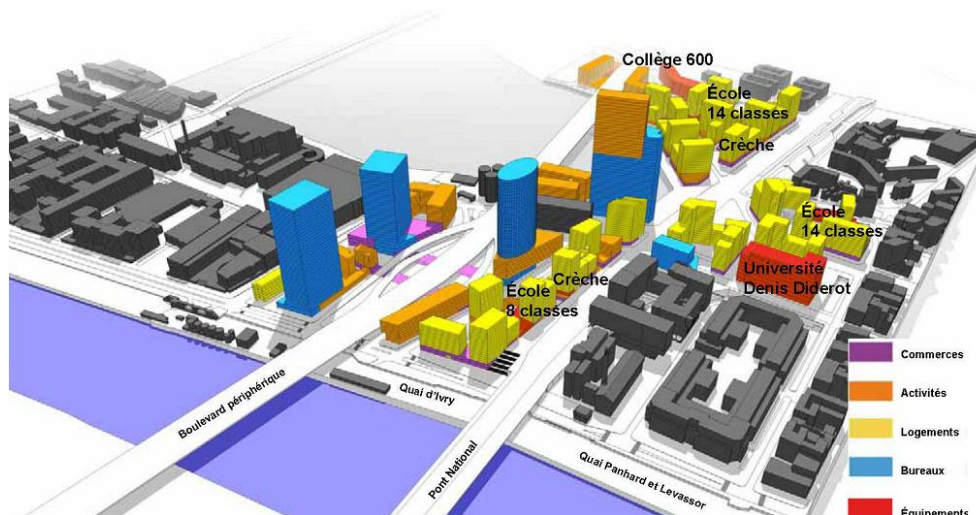 Collège 600
École
14 classes
Crèche
École
14 classes
Université
Denis Diderot
Crèche
École
8 classes
Boulevard périphérique
Quai d'Ivry
Pont National
Quai Panhard et Levassor
Commerces
Activités
Logements
Bureaux
Équipements